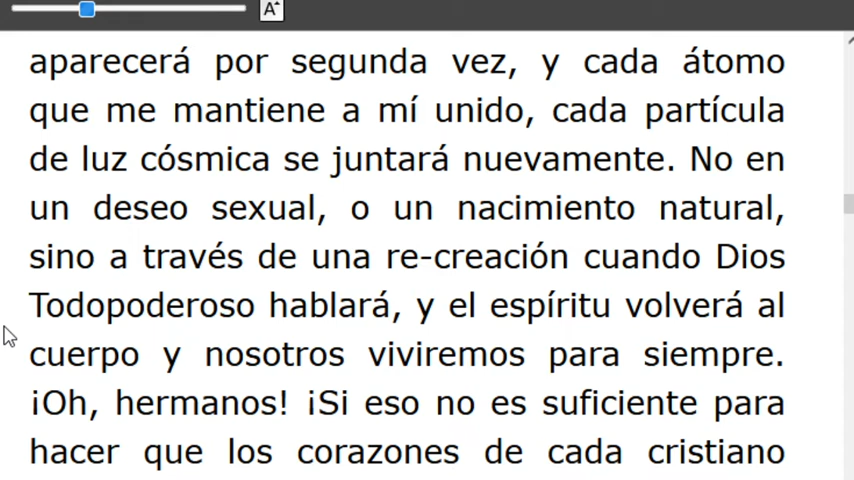 A
aparecerá por segunda vez, y cada átomo
que me mantiene a mí unido, cada partícula
de luz cósmica se juntará nuevamente. No en
un deseo sexual, o un nacimiento natural,
sino a través de una re-creación cuando Dios
Todopoderoso hablará, y el espíritu volverá al
cuerpo y nosotros viviremos para siempre.
¡Oh, hermanos! ¡Si eso no es suficiente para
hacer que los corazones de cada cristiano